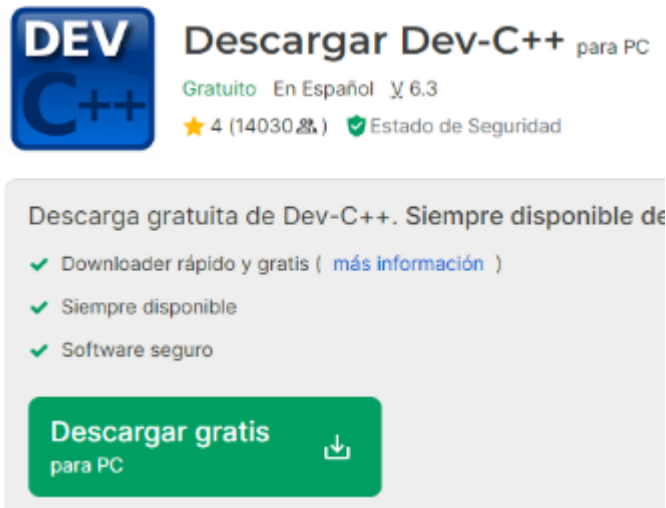 DEV
C++
Descargar Dev-C++ para PC
Gratuito En Español V 6.3
4 (14030)
Estado de Seguridad
Descarga gratuita de Dev-C++. Siempre disponible de
Downloader rápido y gratis ( más información )
Siempre disponible
Software seguro
Descargar gratis
para PC